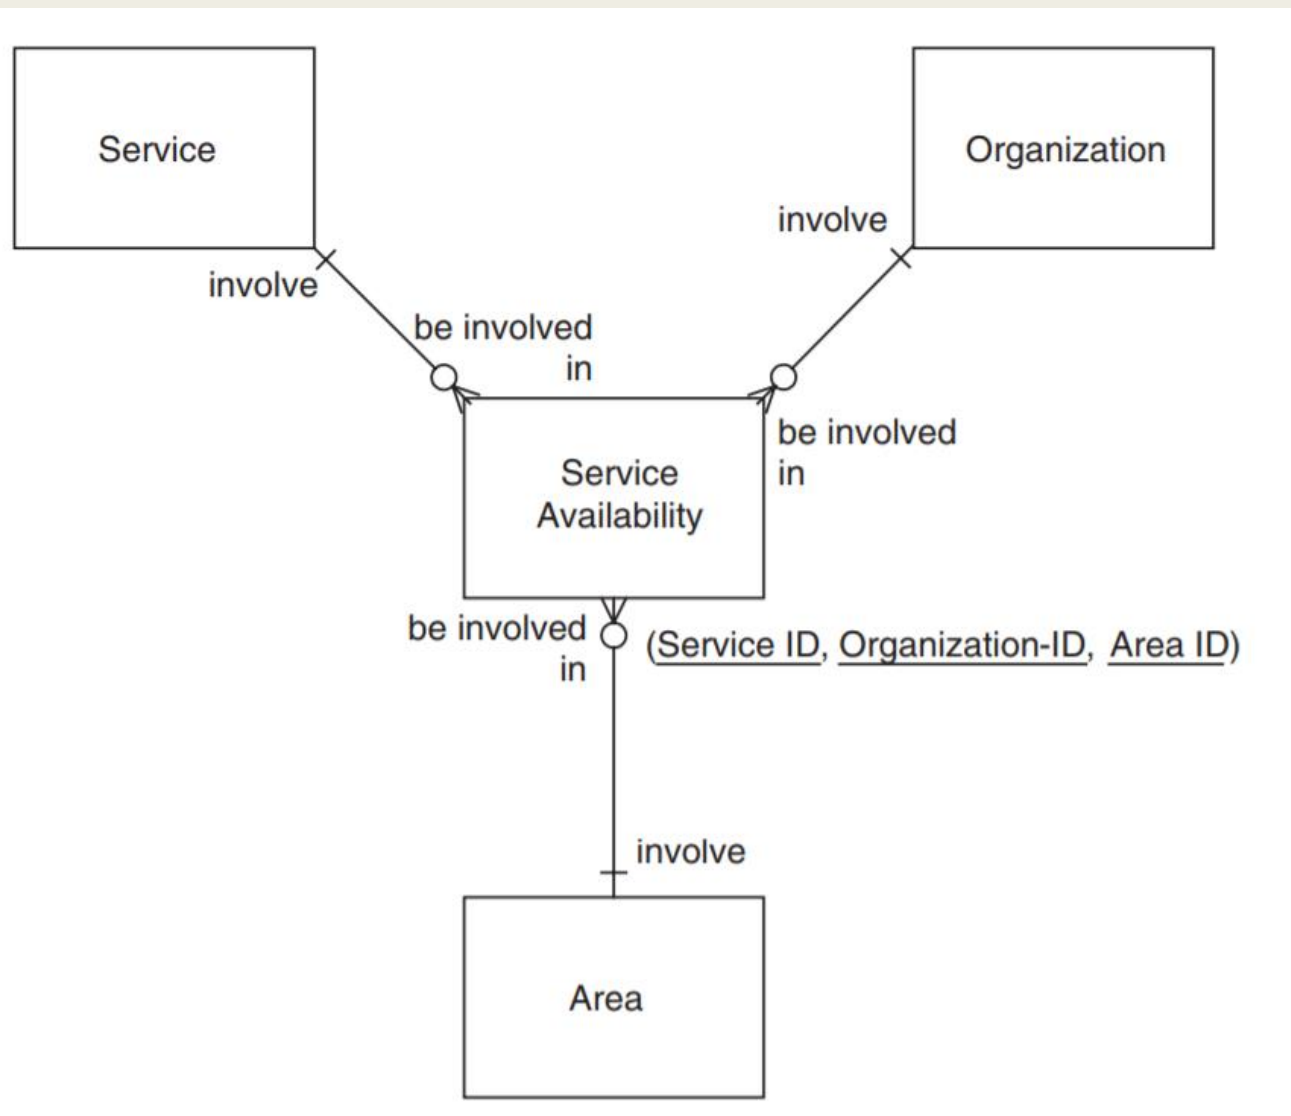 Service
Organization
involve
involve
be involved
in
be involved
in
Service
Availability
be involved
in
(Service ID, Organization-ID, Area ID)
involve
Area